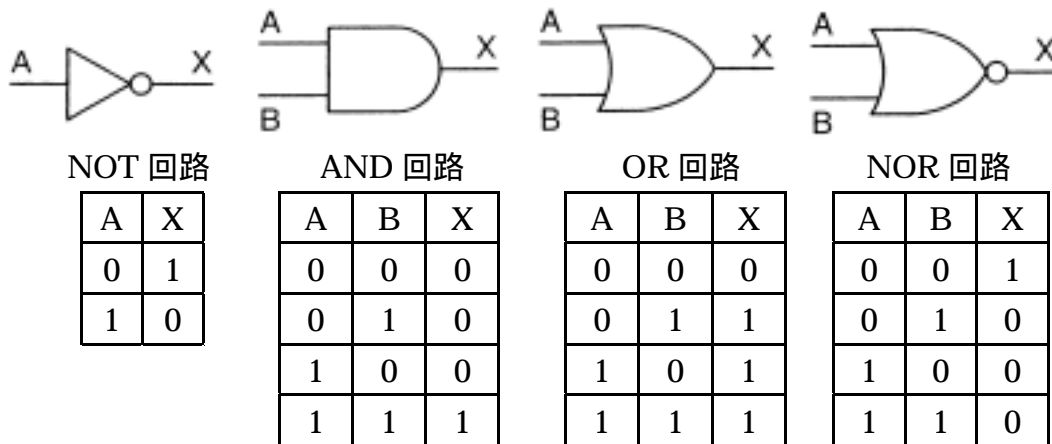 A X
A B X
A B X
A B X
NOT 回路
AND 回路
OR 回路
NOR 回路
A X
0 1
1 0
A B X
0 0 0
0 1 0
1 0 0
1 1 1
A B X
0 0 0
0 1 1
1 0 1
1 1 1
A B X
0 0 1
0 1 0
1 0 0
1 1 0